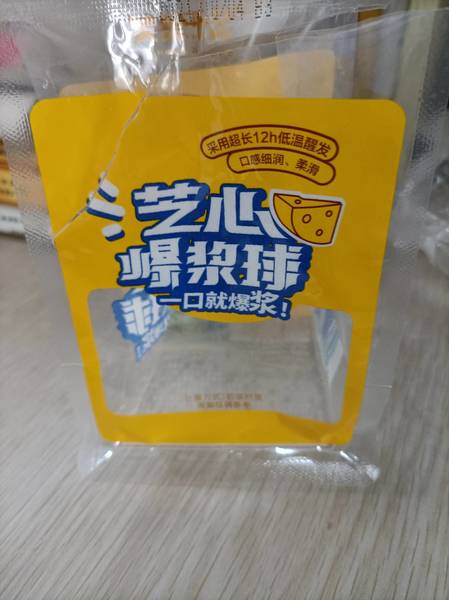 采用超长12h低温醒发
口感细润、柔滑
芝心
爆浆球
一口就爆浆!